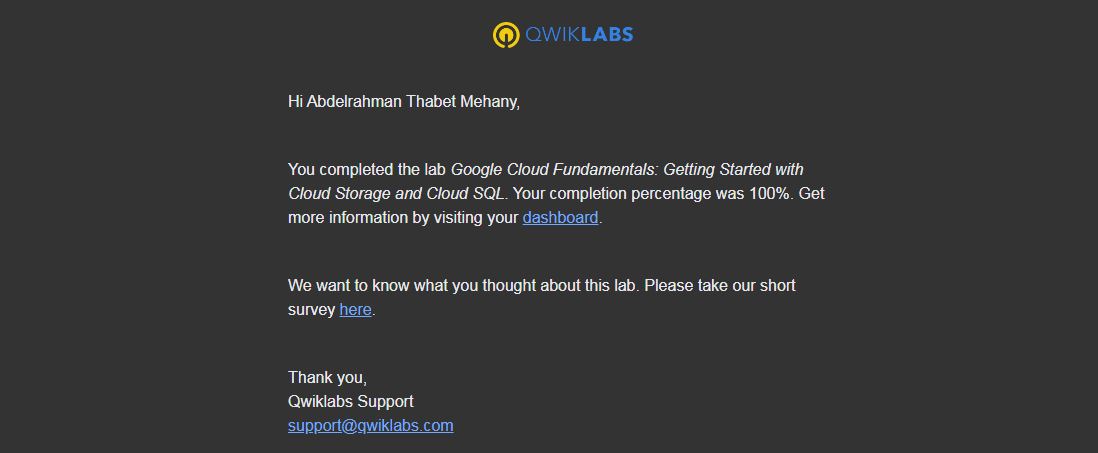 QWIKLABS
Hi Abdelrahman Thabet Mehany,
You completed the lab Google Cloud Fundamentals: Getting Started with
Cloud Storage and Cloud SQL. Your completion percentage was 100%. Get
more information by visiting your dashboard.
We want to know what you thought about this lab. Please take our short
survey here.
Thank you,
Qwiklabs Support
support@qwiklabs.com